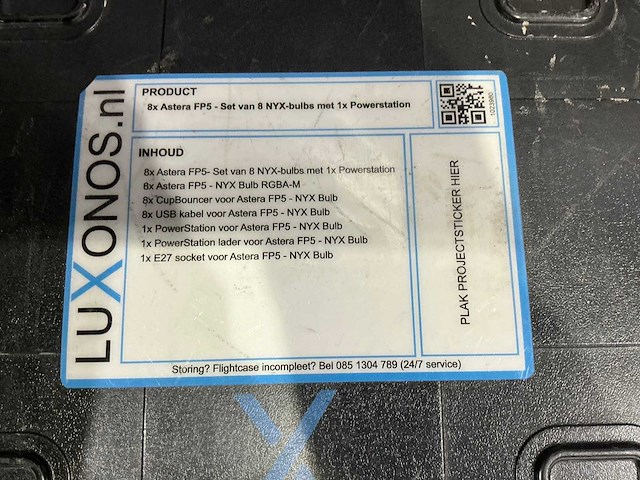 LUXONOS.nl
PRODUCT
8x Astera FP5 - Set van 8 NYX-bulbs met 1x Powerstation
1023980
INHOUD
8x Astera FP5- Set van 8 NYX-bulbs met 1x Powerstation
8x Astera FP5 - NYX Bulb RGBA-M
8x CupBouncer voor Astera FP5 - NYX Bulb
8x USB kabel voor Astera FP5 - NYX Bulb
1x PowerStation voor Astera FP5 - NYX Bulb
1x PowerStation lader voor Astera FP5 - NYX Bulb
1x E27 socket voor Astera FP5 - NYX Bulb
PLAK PROJECTSTICKER HIER
Storing? Flightcase incompleet? Bel 085 1304 789 (24/7 service)